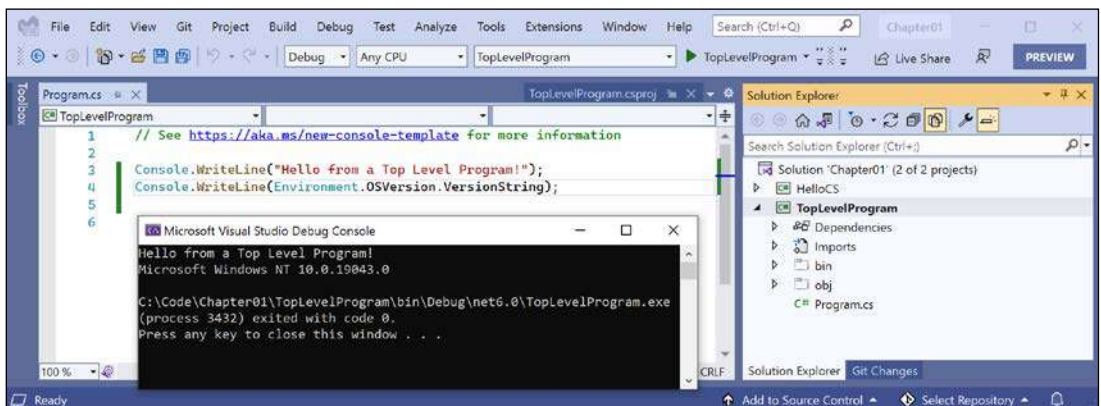 File Edit View Git Project Build Debug Test Analyze Tools Extensions Window Help Search (Ctrl+Q) Chapter01
Debug Any CPU TopLevelProgram TopLevelProgram Live Share PREVIEW
Toolbox
Program.cs TopLevelProgram.csproj
TopLevelProgram
1 // See https://aka.ms/new-console-template for more information
2
3 Console.WriteLine("Hello from a Top Level Program!");
4 Console.WriteLine(Environment.OSVersion.VersionString);
5
6
Microsoft Visual Studio Debug Console
Hello from a Top Level Program!
Microsoft Windows NT 10.0.19043.0
C:\Code\Chapter01\TopLevelProgram\bin\Debug\net6.0\TopLevelProgram.exe
(process 3432) exited with code 0.
Press any key to close this window . . .
100 % CRLF
Solution Explorer
Search Solution Explorer (Ctrl+;)
Solution 'Chapter01' (2 of 2 projects)
HelloCS
TopLevelProgram
Dependencies
Imports
bin
obj
C# Program.cs
Solution Explorer Git Changes
Ready Add to Source Control Select Repository